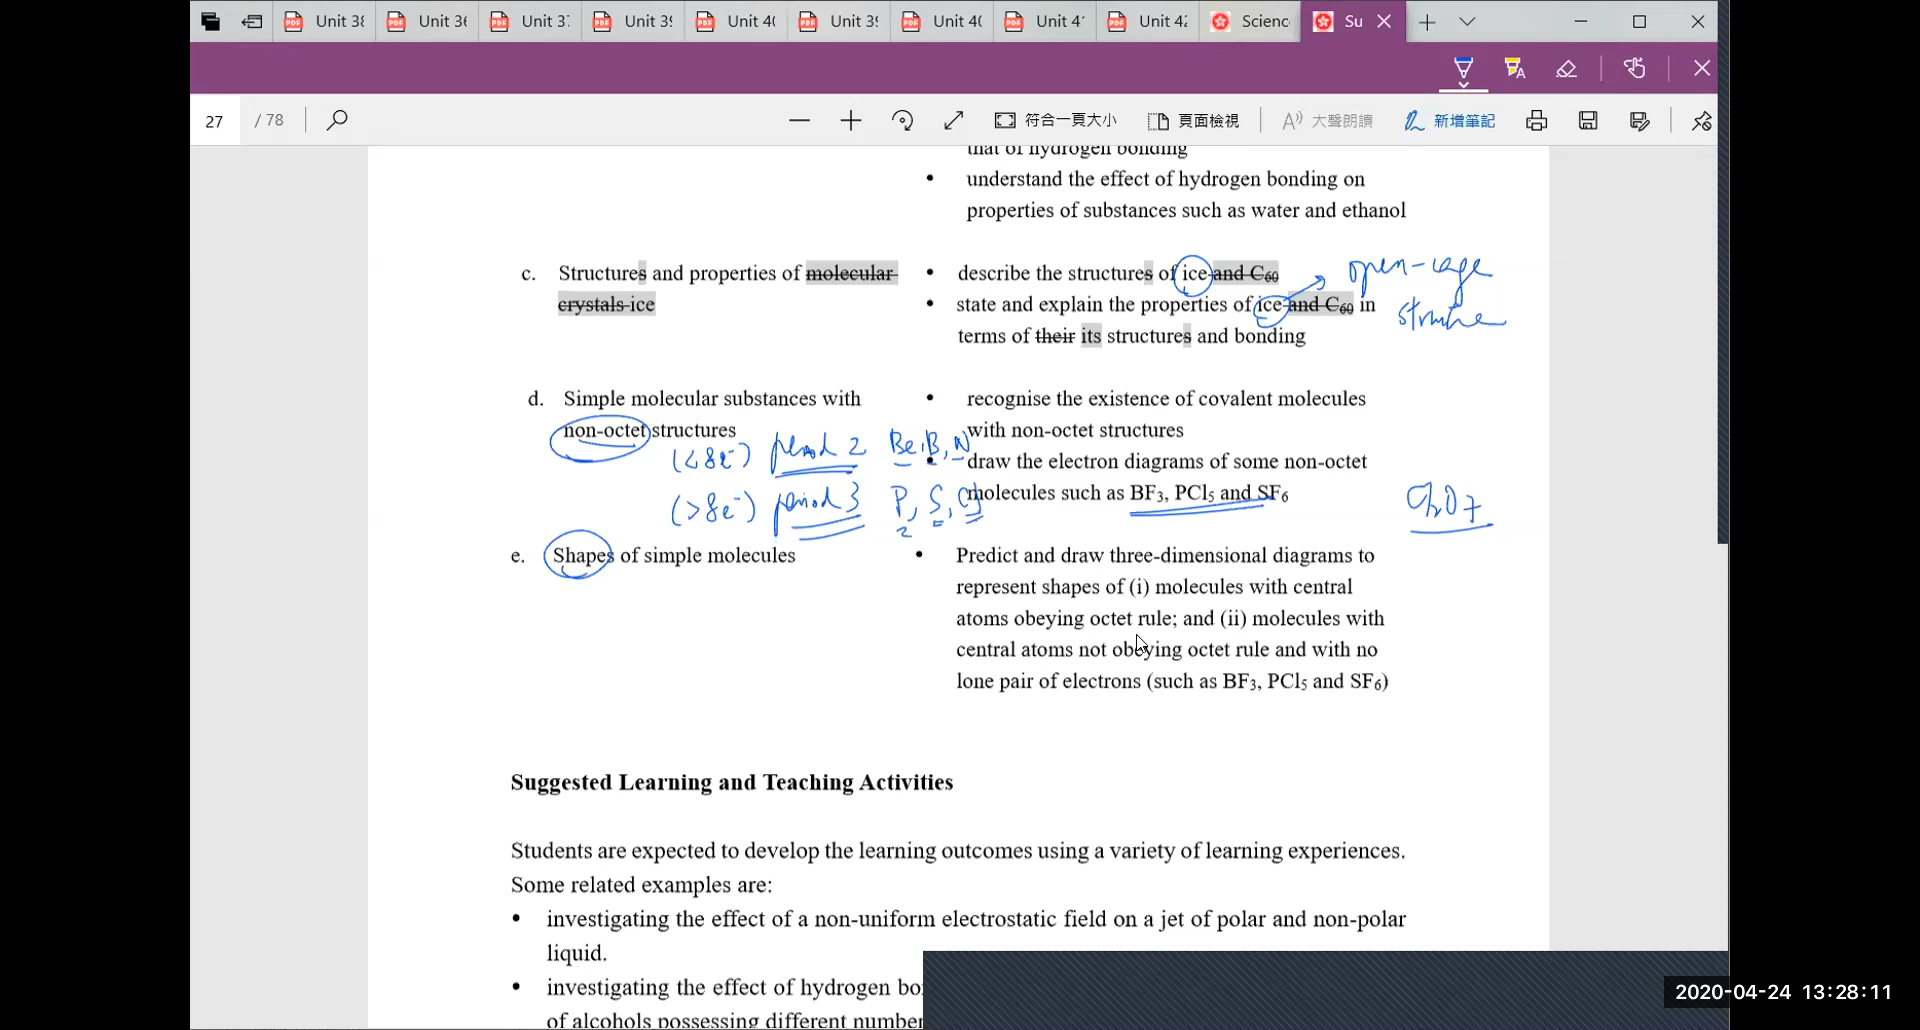 Unit 38
Unit 36
Unit 37
Unit 39
Unit 40
Unit 39
Unit 40
Unit 41
Unit 42
Scienc
Su
27 / 78
符合一頁大小
頁面檢視
大聲朗讀
新增筆記
that of hydrogen bonding
• understand the effect of hydrogen bonding on
properties of substances such as water and ethanol
c. Structures and properties of molecular
crystals ice
• describe the structures of ice and C60
• state and explain the properties of ice and C60 in
terms of their its structures and bonding
open-cage
structure
d. Simple molecular substances with
non-octet structures
(<8e⁻) period 2 Be, B, N
(>8e⁻) period 3 P, S, Cl
• recognise the existence of covalent molecules
with non-octet structures
• draw the electron diagrams of some non-octet
molecules such as BF3, PCl5 and SF6
Cl2O7
e. Shapes of simple molecules
• Predict and draw three-dimensional diagrams to
represent shapes of (i) molecules with central
atoms obeying octet rule; and (ii) molecules with
central atoms not obeying octet rule and with no
lone pair of electrons (such as BF3, PCl5 and SF6)
Suggested Learning and Teaching Activities
Students are expected to develop the learning outcomes using a variety of learning experiences.
Some related examples are:
• investigating the effect of a non-uniform electrostatic field on a jet of polar and non-polar
liquid.
• investigating the effect of hydrogen bo
of alcohols possessing different number
2020-04-24 13:28:11